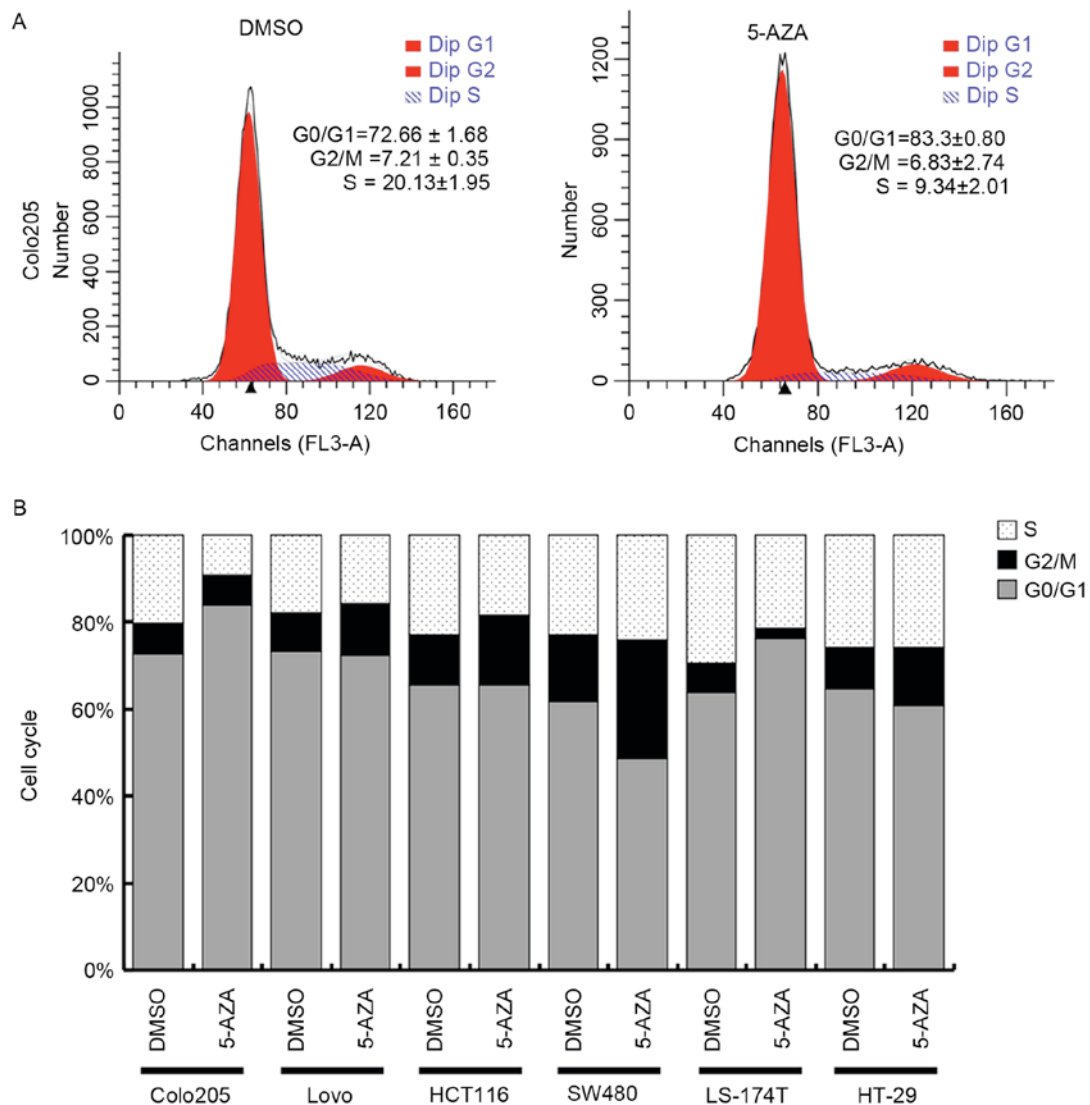 A
DMSO
Dip G1
Dip G2
Dip S
G0/G1=72.66 ± 1.68
G2/M =7.21 ± 0.35
S = 20.13±1.95
Colo205
Number
1000
800
600
400
200
0
0 40 80 120 160
Channels (FL3-A)
5-AZA
Dip G1
Dip G2
Dip S
G0/G1=83.3±0.80
G2/M =6.83±2.74
S = 9.34±2.01
Number
1200
900
600
300
0
0 40 80 120 160
Channels (FL3-A)
B
Cell cycle
100%
80%
60%
40%
20%
0%
S
G2/M
G0/G1
DMSO 5-AZA DMSO 5-AZA DMSO 5-AZA DMSO 5-AZA DMSO 5-AZA DMSO 5-AZA
Colo205 Lovo HCT116 SW480 LS-174T HT-29